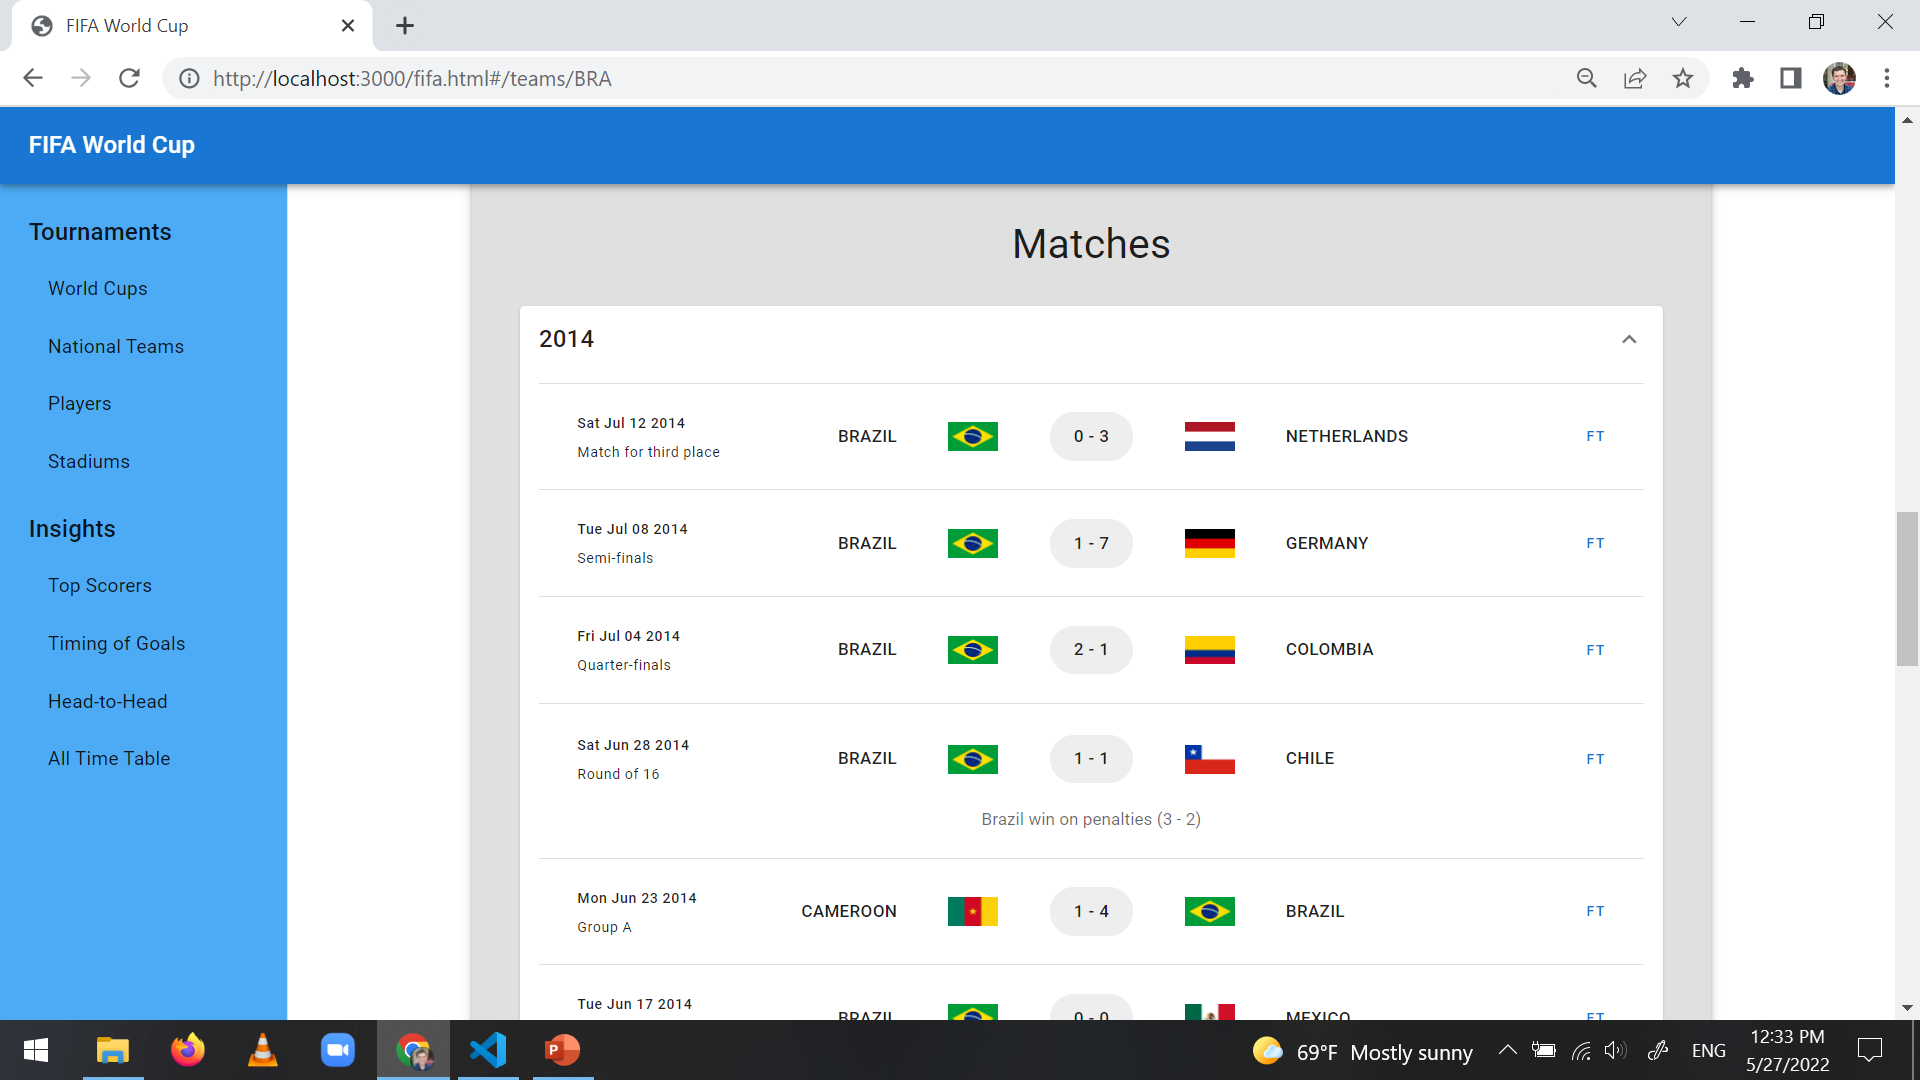 FIFA World Cup
http://localhost:3000/fifa.html#/teams/BRA
FIFA World Cup
Tournaments
World Cups
National Teams
Players
Stadiums
Insights
Top Scorers
Timing of Goals
Head-to-Head
All Time Table
Matches
2014
Sat Jul 12 2014
Match for third place
BRAZIL 0 - 3 NETHERLANDS FT
Tue Jul 08 2014
Semi-finals
BRAZIL 1 - 7 GERMANY FT
Fri Jul 04 2014
Quarter-finals
BRAZIL 2 - 1 COLOMBIA FT
Sat Jun 28 2014
Round of 16
BRAZIL 1 - 1 CHILE FT
Brazil win on penalties (3 - 2)
Mon Jun 23 2014
Group A
CAMEROON 1 - 4 BRAZIL FT
Tue Jun 17 2014
BRAZIL 0 - 0 MEXICO FT
P
69°F Mostly sunny
ENG
12:33 PM
5/27/2022